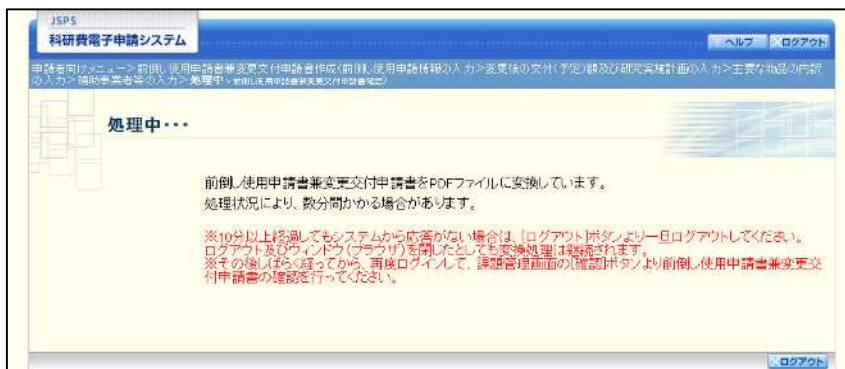 JSPS
科研費電子申請システム
ヘルプ ログアウト
申請者向けメニュー>前倒し使用申請書兼変更交付申請書作成(前倒し使用申請情報の入力>変更後の交付(予定)額及び研究実施計画の入力>主要な物品の内訳
の入力>補助事業者等の入力>処理中>前倒し使用申請書兼変更交付申請書確認)
処理中・・・
前倒し使用申請書兼変更交付申請書をPDFファイルに変換しています。
処理状況により、数分間かかる場合があります。
※10分以上経過してもシステムから応答がない場合は、[ログアウト]ボタンより一旦ログアウトしてください。
ログアウト及びウィンドウ(ブラウザ)を閉じたとしても変換処理は継続されます。
※その後しばらく経ってから、再度ログインして、課題管理画面の[確認]ボタンより前倒し使用申請書兼変更交
付申請書の確認を行ってください。
ログアウト